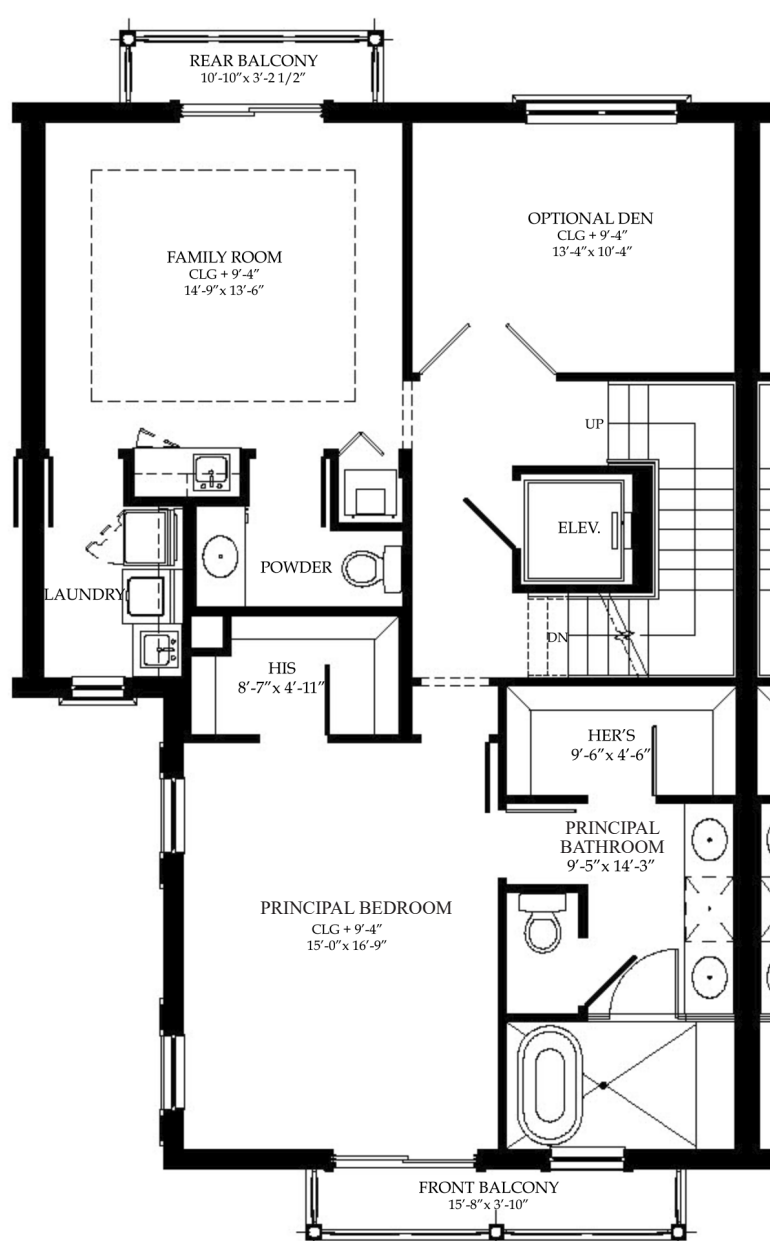 REAR BALCONY
10'-10" x 3'-2 1/2"
FAMILY ROOM
CLG + 9'-4"
14'-9" x 13'-6"
OPTIONAL DEN
CLG + 9'-4"
13'-4" x 10'-4"
UP
ELEV.
POWDER
LAUNDRY
DN
HIS
8'-7" x 4'-11"
HER'S
9'-6" x 4'-6"
PRINCIPAL
BATHROOM
9'-5" x 14'-3"
PRINCIPAL BEDROOM
CLG + 9'-4"
15'-0" x 16'-9"
FRONT BALCONY
15'-8" x 3'-10"